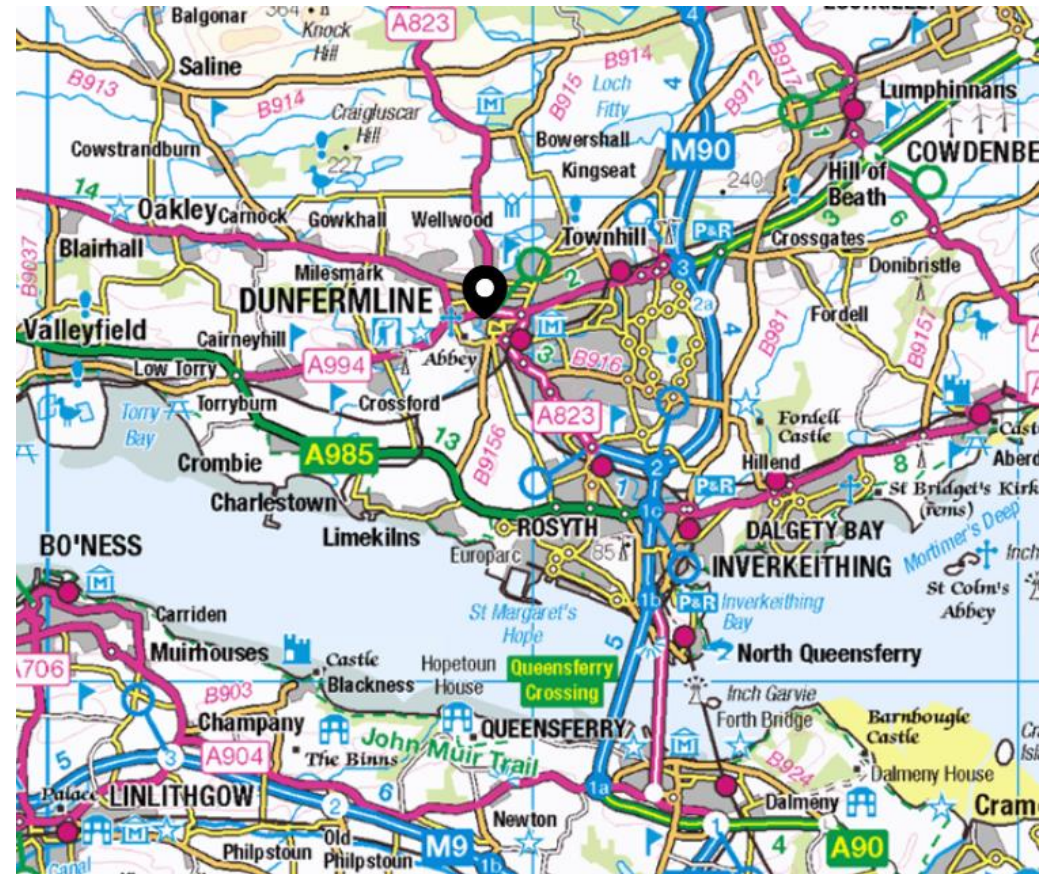 Balgonar
364
Knock
Hill
A823
4
Saline
B913
B914
B915
B914
Loch
Fitty
4
B912
B917
Lumphinnans
Craigluscar
Hill
227
Cowstrandburn
Bowershall
Kingseat
M90
240
1
Hill of
Beath
COWDENBE
14
Oakley
Carnock
Gowkhall
Wellwood
Townhill
P&R
3
6
Crossgates
B9037
Blairhall
Milesmark
2
3
Donibristle
DUNFERMLINE
2a
Fordell
Valleyfield
Cairneyhill
A994
Abbey
3
B916
4
B981
B9157
Low Torry
Torry
Bay
Torryburn
Crossford
A823
Fordell
Castle
Cast
A985
13
B9156
Crombie
2
Hillend
8
Aberd
Charlestown
1
P&R
St Bridget's Kirk
(rems)
Limekilns
ROSYTH
1c
DALGETY BAY
Mortimer's Deep
BO'NESS
Europarc
85
INVERKEITHING
Inch
St Colm's
Abbey
Carriden
St Margaret's
Hope
1b
P&R
Inverkeithing
Bay
A706
Muirhouses
Castle
Blackness
Hopetoun
House
Queensferry
Crossing
5
North Queensferry
B903
Inch Garvie
Forth Bridge
Champany
QUEENSFERRY
Barnbougle
Castle
A904
The Binns
John Muir Trail
B924
Dalmeny House
5
3
6
1a
Palace
LINLITHGOW
2
Newton
Dalmeny
Cram
1
4
A90
Old
Philpstoun
Philpstoun
M9
1b
Canal